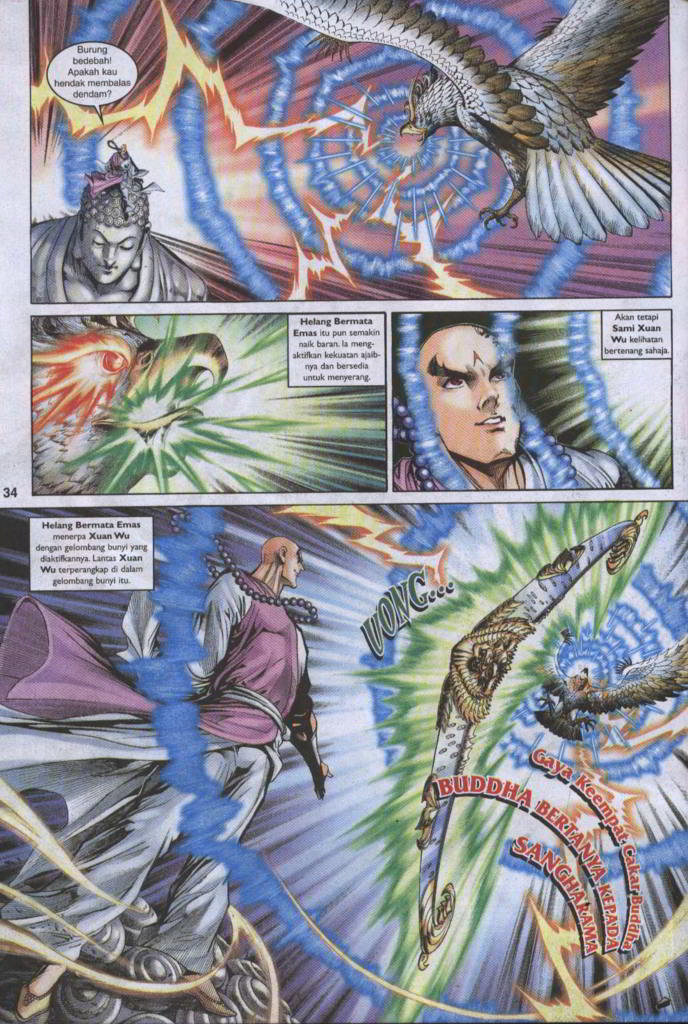 Burung
bedebah!
Apakah kau
hendak membalas
dendam?
Helang Bermata
Emas itu pun semakin
naik baran. Ia meng-
aktifkan kekuatan ajaib-
nya dan bersedia
untuk menyerang.
Akan tetapi
Sami Xuan
Wu kelihatan
bertenang sahaja.
34
Helang Bermata Emas
menerpa Xuan Wu
dengan gelombang bunyi yang
diaktifkannya. Lantas Xuan
Wu terperangkap di dalam
gelombang bunyi itu.
UONG...
Gaya Keempat: Cakar Buddha
BUDDHA BERTANYA KEPADA
SANGHARAMA